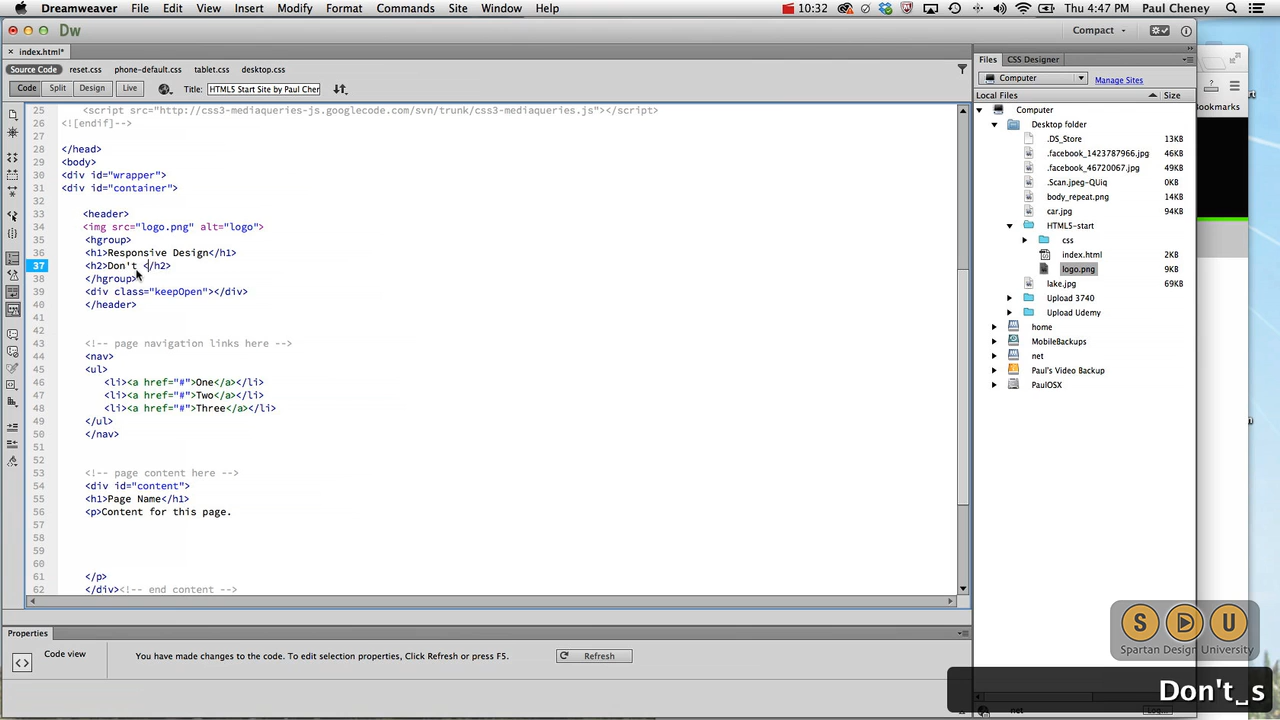 Dreamweaver File Edit View Insert Modify Format Commands Site Window Help 10:32 Thu 4:47 PM Paul Cheney
Dw Compact
index.html*
Source Code reset.css phone-default.css tablet.css desktop.css
Code Split Design Live Title: HTML5 Start Site by Paul Cher
25 <script src="http://css3-mediaqueries-js.googlecode.com/svn/trunk/css3-mediaqueries.js"></script>
26 <![endif]-->
27
28 </head>
29 <body>
30 <div id="wrapper">
31 <div id="container">
32
33 <header>
34 <img src="logo.png" alt="logo">
35 <hgroup>
36 <h1>Responsive Design</h1>
37 <h2>Don't </h2>
38 </hgroup>
39 <div class="keepOpen"></div>
40 </header>
41
42
43 <!-- page navigation links here -->
44 <nav>
45 <ul>
46 <li><a href="#">One</a></li>
47 <li><a href="#">Two</a></li>
48 <li><a href="#">Three</a></li>
49 </ul>
50 </nav>
51
52
53 <!-- page content here -->
54 <div id="content">
55 <h1>Page Name</h1>
56 <p>Content for this page.
57
58
59
60
61 </p>
62 </div><!-- end content -->
Properties
Code view You have made changes to the code. To edit selection properties, Click Refresh or press F5. Refresh
Files CSS Designer
Computer Manage Sites
Local Files Size
Computer
Desktop folder
.DS_Store 13KB
.facebook_1423787966.jpg 46KB
.facebook_46720067.jpg 49KB
.Scan.jpeg-QUiq 0KB
body_repeat.png 14KB
car.jpg 94KB
HTML5-start
css
index.html 2KB
logo.png 9KB
lake.jpg 69KB
Upload 3740
Upload Udemy
home
MobileBackups
net
Paul's Video Backup
PaulOSX
ookmarks
S D U
Spartan Design University
Don't␣s
net Log...